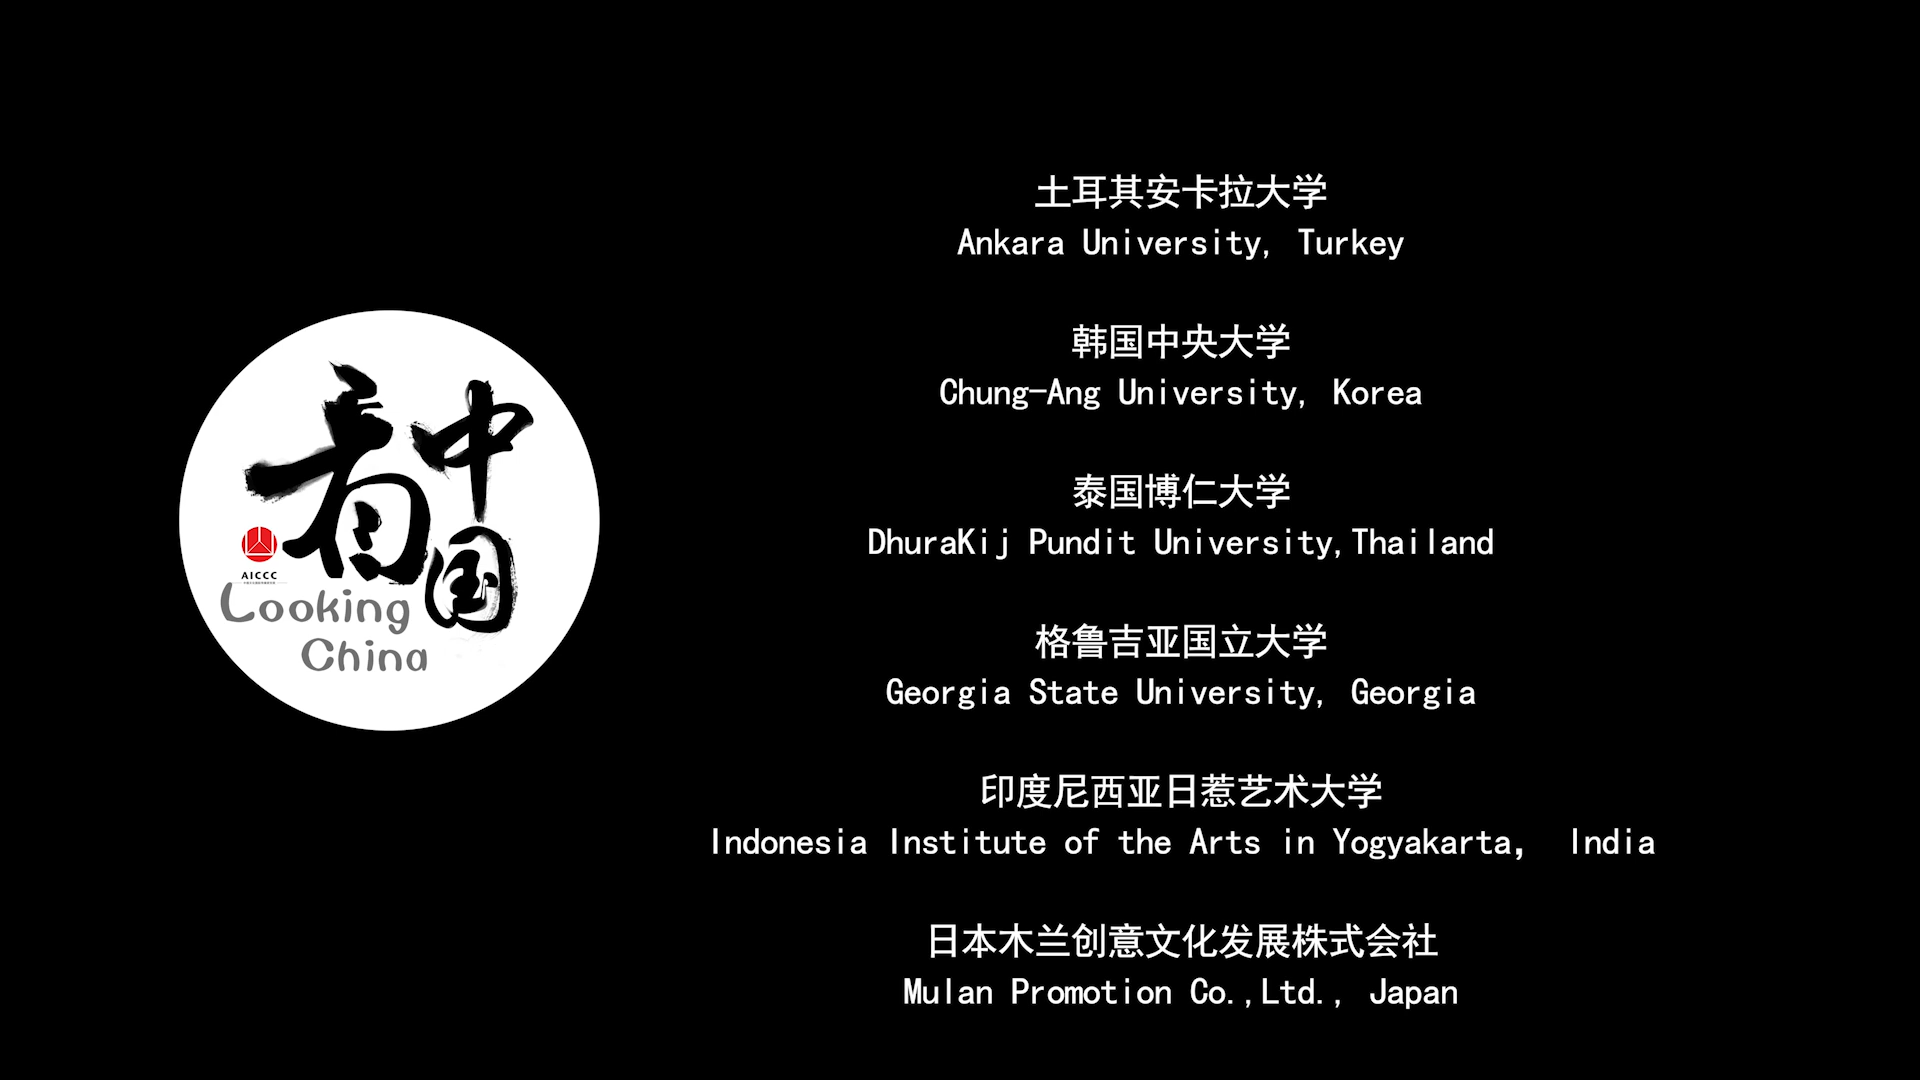 看中国
AICCC
Looking
China
土耳其安卡拉大学
Ankara University, Turkey
韩国中央大学
Chung-Ang University, Korea
泰国博仁大学
DhuraKij Pundit University,Thailand
格鲁吉亚国立大学
Georgia State University, Georgia
印度尼西亚日惹艺术大学
Indonesia Institute of the Arts in Yogyakarta， India
日本木兰创意文化发展株式会社
Mulan Promotion Co.,Ltd., Japan